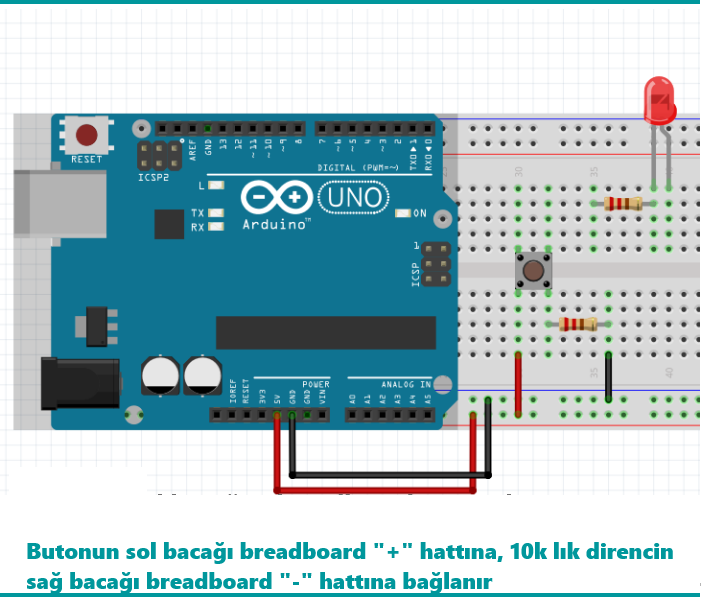 RESET
ICSP2
AREF
GND
13
12
~11
~10
~9
8
7
~6
~5
4
~3
2
TXD▶1
RXD◀0
DIGITAL (PWM=~)
L
TX
RX
UNO
ON
Arduino™
1
ICSP
30
35
POWER
ANALOG IN
IOREF
RESET
3V3
5V
GND
GND
VIN
A0
A1
A2
A3
A4
A5
35
40
Butonun sol bacağı breadboard "+" hattına, 10k lık direncin
sağ bacağı breadboard "-" hattına bağlanır